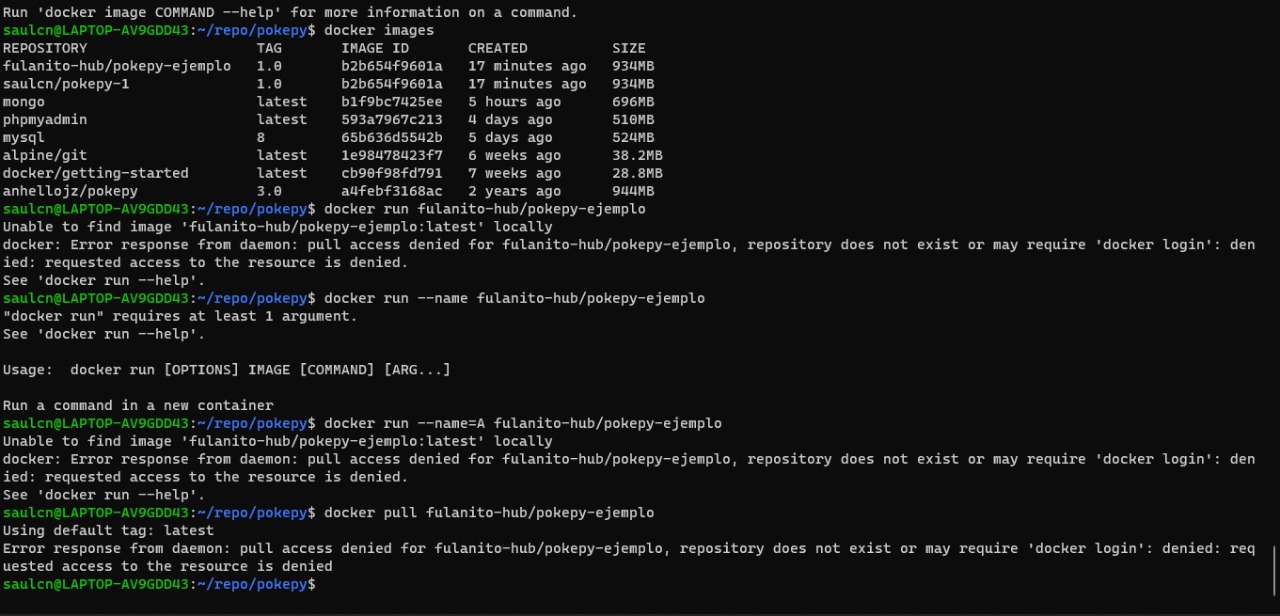 Run 'docker image COMMAND --help' for more information on a command.
saulcn@LAPTOP-AV9GDD43:~/repo/pokepy$ docker images
REPOSITORY                    TAG       IMAGE ID       CREATED          SIZE
fulanito-hub/pokepy-ejemplo   1.0       b2b654f9601a   17 minutes ago   934MB
saulcn/pokepy-1               1.0       b2b654f9601a   17 minutes ago   934MB
mongo                         latest    b1f9bc7425ee   5 hours ago      696MB
phpmyadmin                    latest    593a7967c213   4 days ago       510MB
mysql                         8         65b636d5542b   5 days ago       524MB
alpine/git                    latest    1e98478423f7   6 weeks ago      38.2MB
docker/getting-started        latest    cb90f98fd791   7 weeks ago      28.8MB
anhellojz/pokepy              3.0       a4febf3168ac   2 years ago      944MB
saulcn@LAPTOP-AV9GDD43:~/repo/pokepy$ docker run fulanito-hub/pokepy-ejemplo
Unable to find image 'fulanito-hub/pokepy-ejemplo:latest' locally
docker: Error response from daemon: pull access denied for fulanito-hub/pokepy-ejemplo, repository does not exist or may require 'docker login': den
ied: requested access to the resource is denied.
See 'docker run --help'.
saulcn@LAPTOP-AV9GDD43:~/repo/pokepy$ docker run --name fulanito-hub/pokepy-ejemplo
"docker run" requires at least 1 argument.
See 'docker run --help'.
Usage:  docker run [OPTIONS] IMAGE [COMMAND] [ARG...]
Run a command in a new container
saulcn@LAPTOP-AV9GDD43:~/repo/pokepy$ docker run --name=A fulanito-hub/pokepy-ejemplo
Unable to find image 'fulanito-hub/pokepy-ejemplo:latest' locally
docker: Error response from daemon: pull access denied for fulanito-hub/pokepy-ejemplo, repository does not exist or may require 'docker login': den
ied: requested access to the resource is denied.
See 'docker run --help'.
saulcn@LAPTOP-AV9GDD43:~/repo/pokepy$ docker pull fulanito-hub/pokepy-ejemplo
Using default tag: latest
Error response from daemon: pull access denied for fulanito-hub/pokepy-ejemplo, repository does not exist or may require 'docker login': denied: req
uested access to the resource is denied
saulcn@LAPTOP-AV9GDD43:~/repo/pokepy$